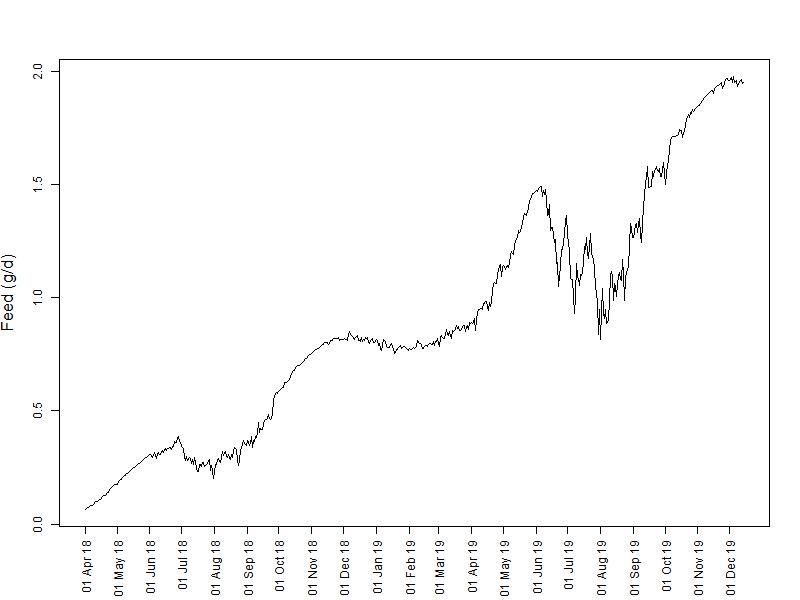 Feed (g/d)
2.0
1.5
1.0
0.5
0.0
01 Apr 18
01 May 18
01 Jun 18
01 Jul 18
01 Aug 18
01 Sep 18
01 Oct 18
01 Nov 18
01 Dec 18
01 Jan 19
01 Feb 19
01 Mar 19
01 Apr 19
01 May 19
01 Jun 19
01 Jul 19
01 Aug 19
01 Sep 19
01 Oct 19
01 Nov 19
01 Dec 19